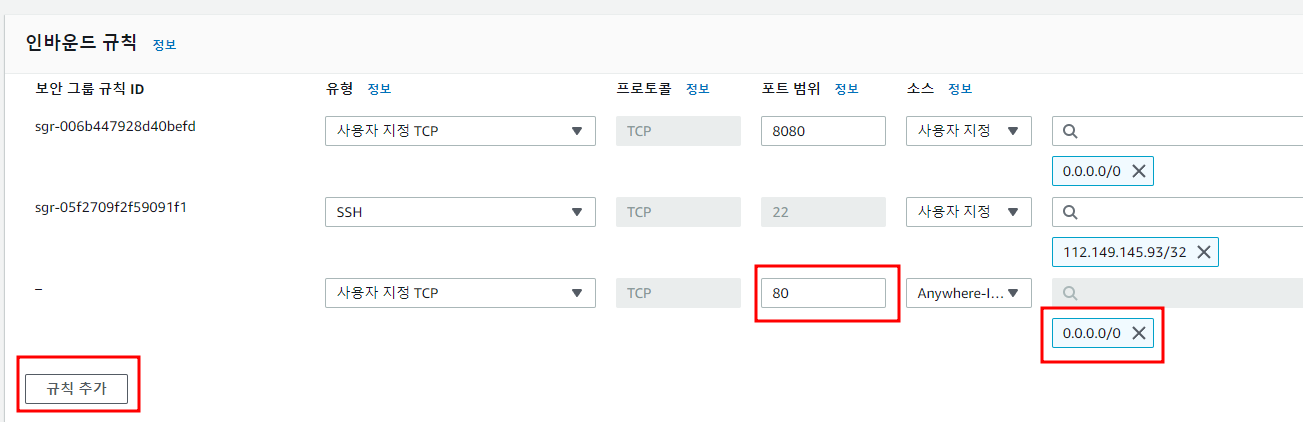 인바운드 규칙 정보
보안 그룹 규칙 ID 유형 정보 프로토콜 정보 포트 범위 정보 소스 정보
sgr-006b447928d40befd 사용자 지정 TCP TCP 8080 사용자 지정
0.0.0.0/0
sgr-05f2709f2f59091f1 SSH TCP 22 사용자 지정
112.149.145.93/32
– 사용자 지정 TCP TCP 80 Anywhere-I...
0.0.0.0/0
규칙 추가